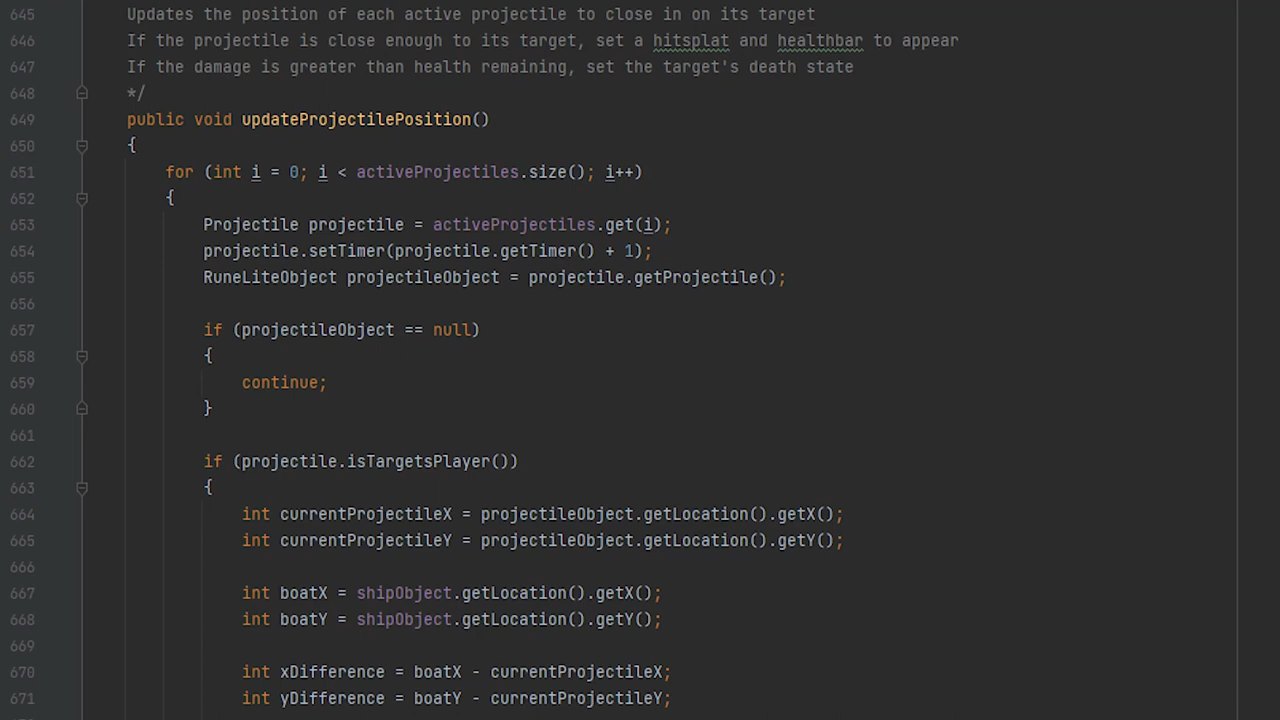 645 Updates the position of each active projectile to close in on its target
646 If the projectile is close enough to its target, set a hitsplat and healthbar to appear
647 If the damage is greater than health remaining, set the target's death state
648 */
649 public void updateProjectilePosition()
650 {
651 for (int i = 0; i < activeProjectiles.size(); i++)
652 {
653 Projectile projectile = activeProjectiles.get(i);
654 projectile.setTimer(projectile.getTimer() + 1);
655 RuneLiteObject projectileObject = projectile.getProjectile();
656
657 if (projectileObject == null)
658 {
659 continue;
660 }
661
662 if (projectile.isTargetsPlayer())
663 {
664 int currentProjectileX = projectileObject.getLocation().getX();
665 int currentProjectileY = projectileObject.getLocation().getY();
666
667 int boatX = shipObject.getLocation().getX();
668 int boatY = shipObject.getLocation().getY();
669
670 int xDifference = boatX - currentProjectileX;
671 int yDifference = boatY - currentProjectileY;